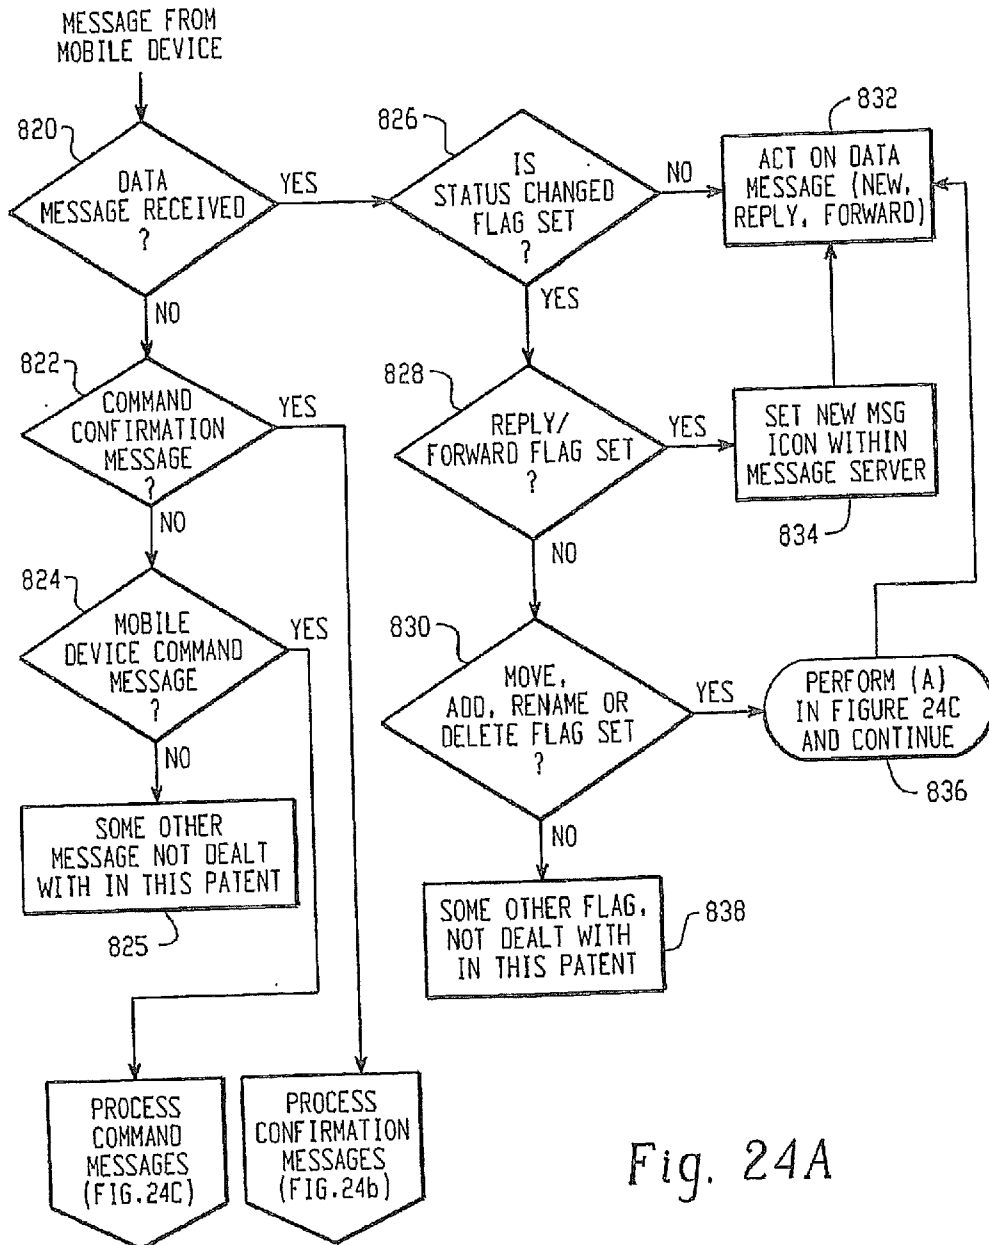 MESSAGE FROM
MOBILE DEVICE
820
DATA
MESSAGE RECEIVED
?
YES
NO
826
IS
STATUS CHANGED
FLAG SET
?
NO
YES
832
ACT ON DATA
MESSAGE (NEW,
REPLY, FORWARD)
822
COMMAND
CONFIRMATION
MESSAGE
?
YES
NO
828
REPLY/
FORWARD FLAG SET
?
YES
NO
SET NEW MSG
ICON WITHIN
MESSAGE SERVER
834
824
MOBILE
DEVICE COMMAND
MESSAGE
?
YES
NO
830
MOVE,
ADD, RENAME OR
DELETE FLAG SET
?
YES
NO
PERFORM (A)
IN FIGURE 24C
AND CONTINUE
836
SOME OTHER
MESSAGE NOT DEALT
WITH IN THIS PATENT
825
SOME OTHER FLAG,
NOT DEALT WITH
IN THIS PATENT
838
PROCESS
COMMAND
MESSAGES
(FIG.24C)
PROCESS
CONFIRMATION
MESSAGES
(FIG.24b)
Fig. 24A